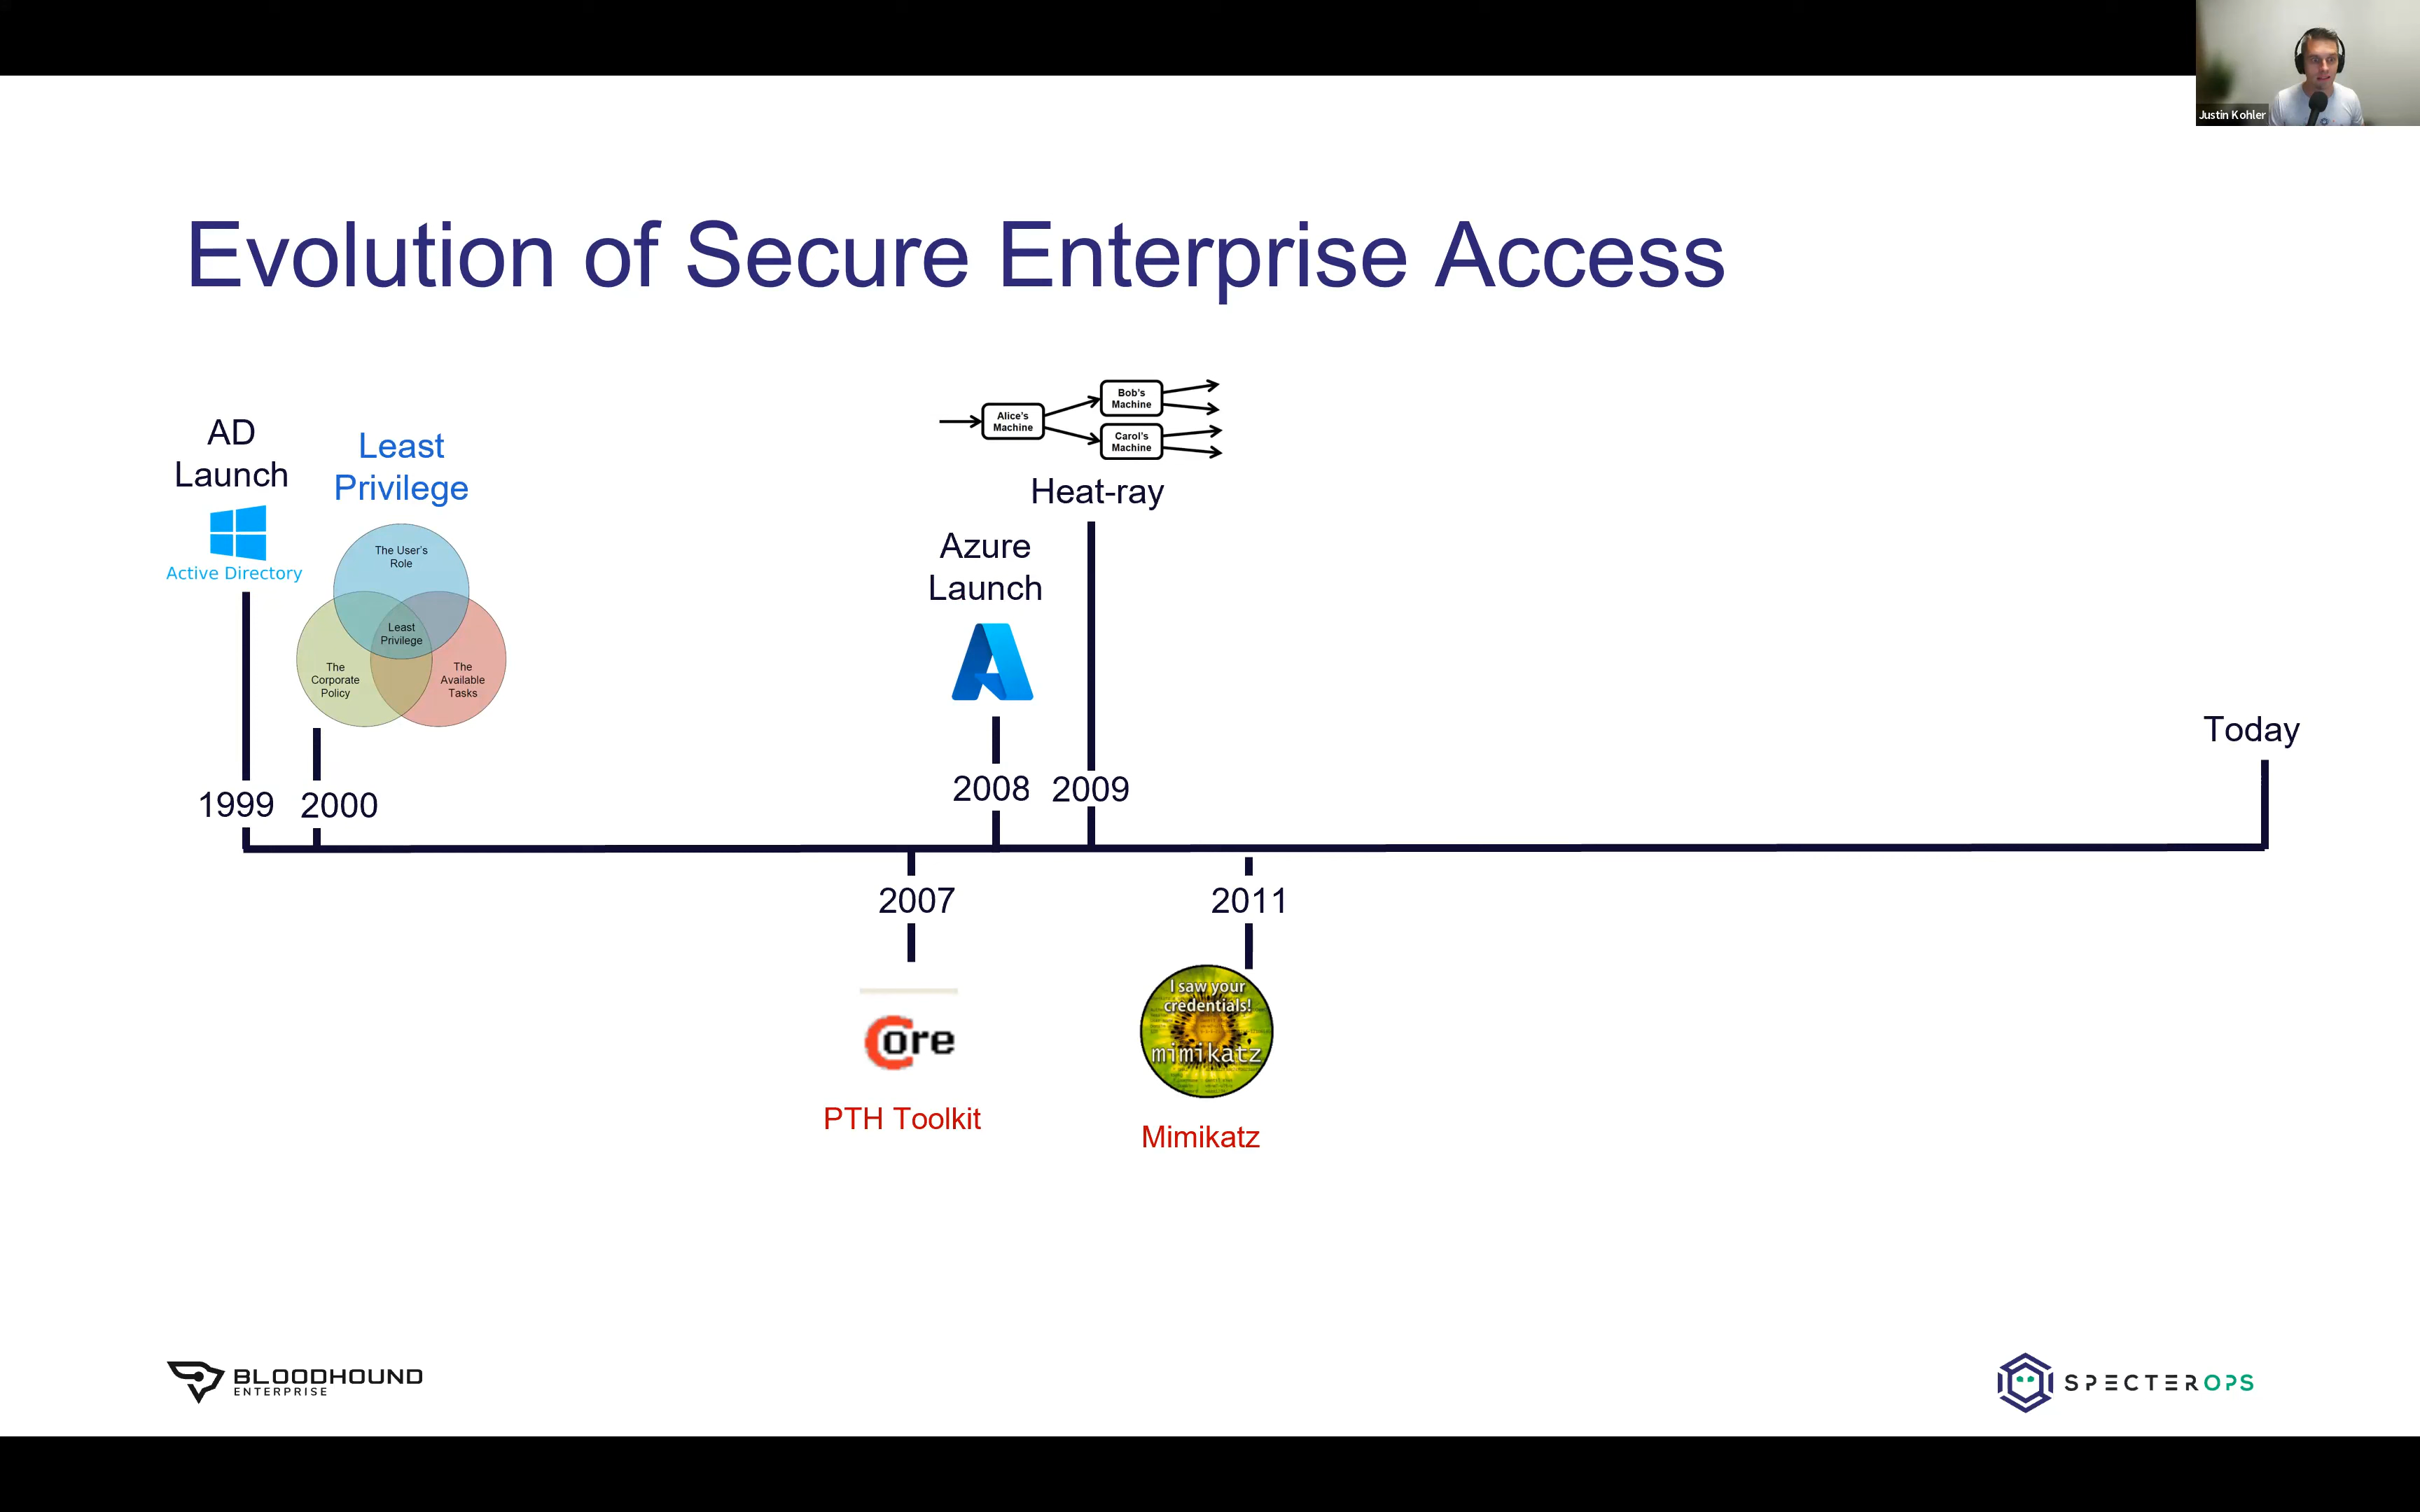 Justin Kohler
Evolution of Secure Enterprise Access
AD
Launch
Active Directory
Least
Privilege
The User's
Role
Least
Privilege
The
Corporate
Policy
The
Available
Tasks
Alice's
Machine
Bob's
Machine
Carol's
Machine
Heat-ray
Azure
Launch
Today
1999
2000
2008
2009
2007
2011
Core
PTH Toolkit
I saw your
credentials!
mimikatz
Mimikatz
BLOODHOUND
ENTERPRISE
SPECTEROPS